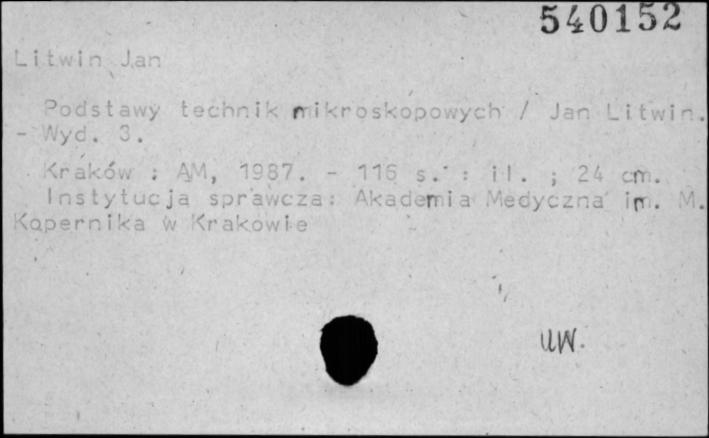 540152
Litwin Jan
Podstawy technik mikroskopowych / Jan Litwin.
- Wyd. 3.
Kraków : AM, 1987. - 116 s. : il. ; 24 cm.
Instytucja sprawcza: Akademia Medyczna im. M.
Kopernika w Krakowie
UW.